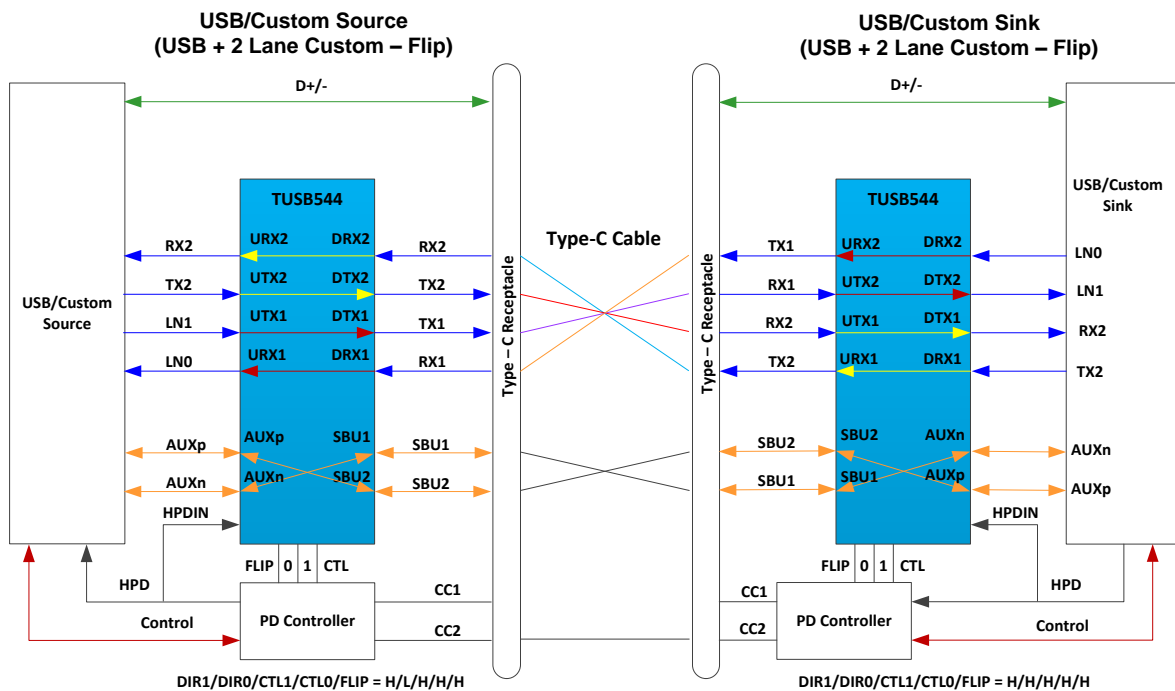 USB/Custom Source
(USB + 2 Lane Custom – Flip)
USB/Custom Sink
(USB + 2 Lane Custom – Flip)
D+/-
D+/-
TUSB544
TUSB544
USB/Custom
Source
USB/Custom
Sink
Type-C Cable
Type – C Receptacle
Type – C Receptacle
RX2 URX2 DRX2 RX2
TX2 UTX2 DTX2 TX2
LN1 UTX1 DTX1 TX1
LN0 URX1 DRX1 RX1
AUXp AUXp SBU1 SBU1
AUXn AUXn SBU2 SBU2
HPDIN
FLIP 0 1 CTL
HPD
Control
PD Controller
CC1
CC2
TX1 URX2 DRX2 LN0
RX1 UTX2 DTX2 LN1
RX2 UTX1 DTX1 RX2
TX2 URX1 DRX1 TX2
SBU2 SBU2 AUXn AUXn
SBU1 SBU1 AUXp AUXp
HPDIN
FLIP 0 1 CTL
HPD
Control
PD Controller
CC1
CC2
DIR1/DIR0/CTL1/CTL0/FLIP = H/L/H/H/H
DIR1/DIR0/CTL1/CTL0/FLIP = H/H/H/H/H